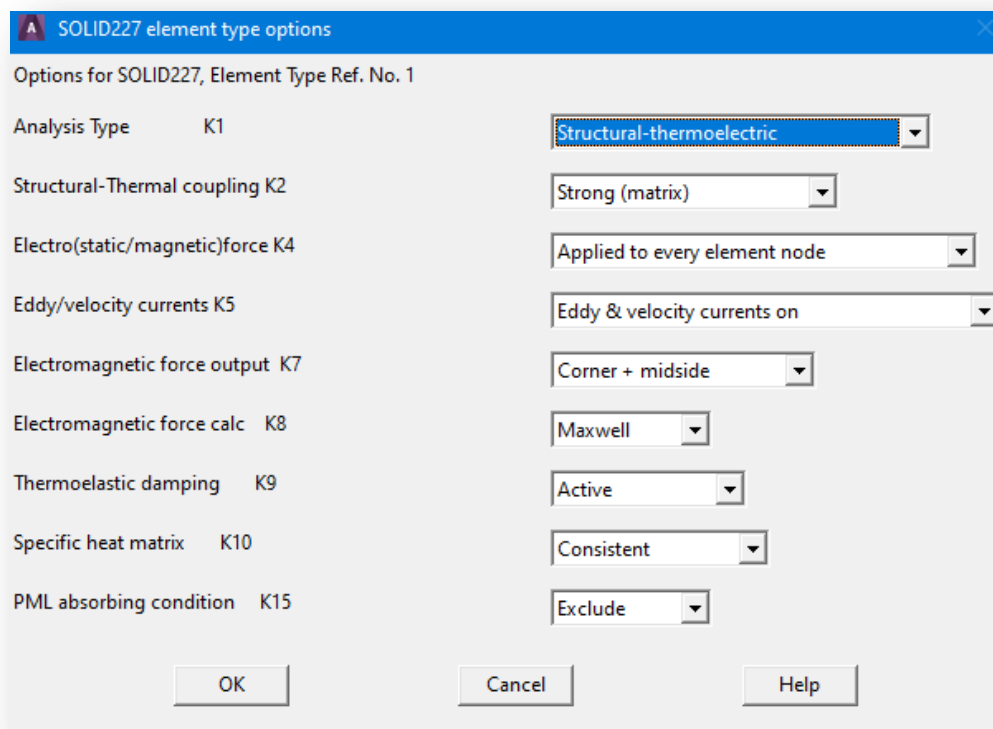 A SOLID227 element type options
Options for SOLID227, Element Type Ref. No. 1
Analysis Type K1 Structural-thermoelectric
Structural-Thermal coupling K2 Strong (matrix)
Electro(static/magnetic)force K4 Applied to every element node
Eddy/velocity currents K5 Eddy & velocity currents on
Electromagnetic force output K7 Corner + midside
Electromagnetic force calc K8 Maxwell
Thermoelastic damping K9 Active
Specific heat matrix K10 Consistent
PML absorbing condition K15 Exclude
OK Cancel Help